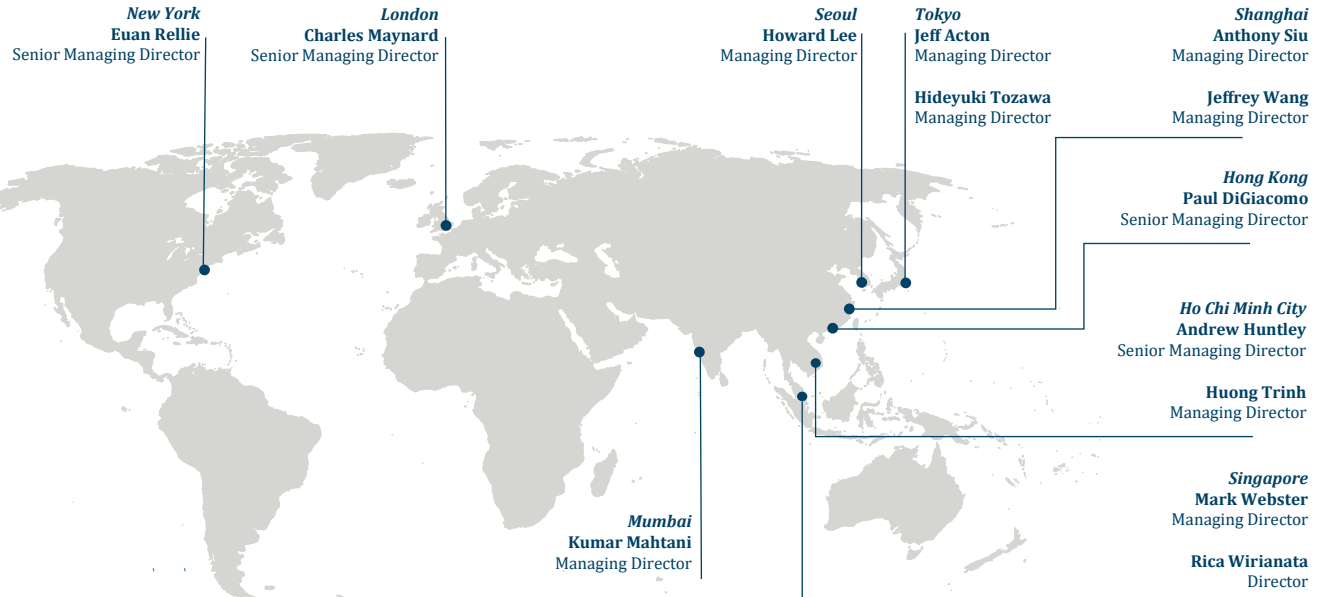 New York
Euan Rellie
Senior Managing Director
London
Charles Maynard
Senior Managing Director
Seoul
Howard Lee
Managing Director
Tokyo
Jeff Acton
Managing Director
Hideyuki Tozawa
Managing Director
Shanghai
Anthony Siu
Managing Director
Jeffrey Wang
Managing Director
Hong Kong
Paul DiGiacomo
Senior Managing Director
Ho Chi Minh City
Andrew Huntley
Senior Managing Director
Huong Trinh
Managing Director
Mumbai
Kumar Mahtani
Managing Director
Singapore
Mark Webster
Managing Director
Rica Wirianata
Director